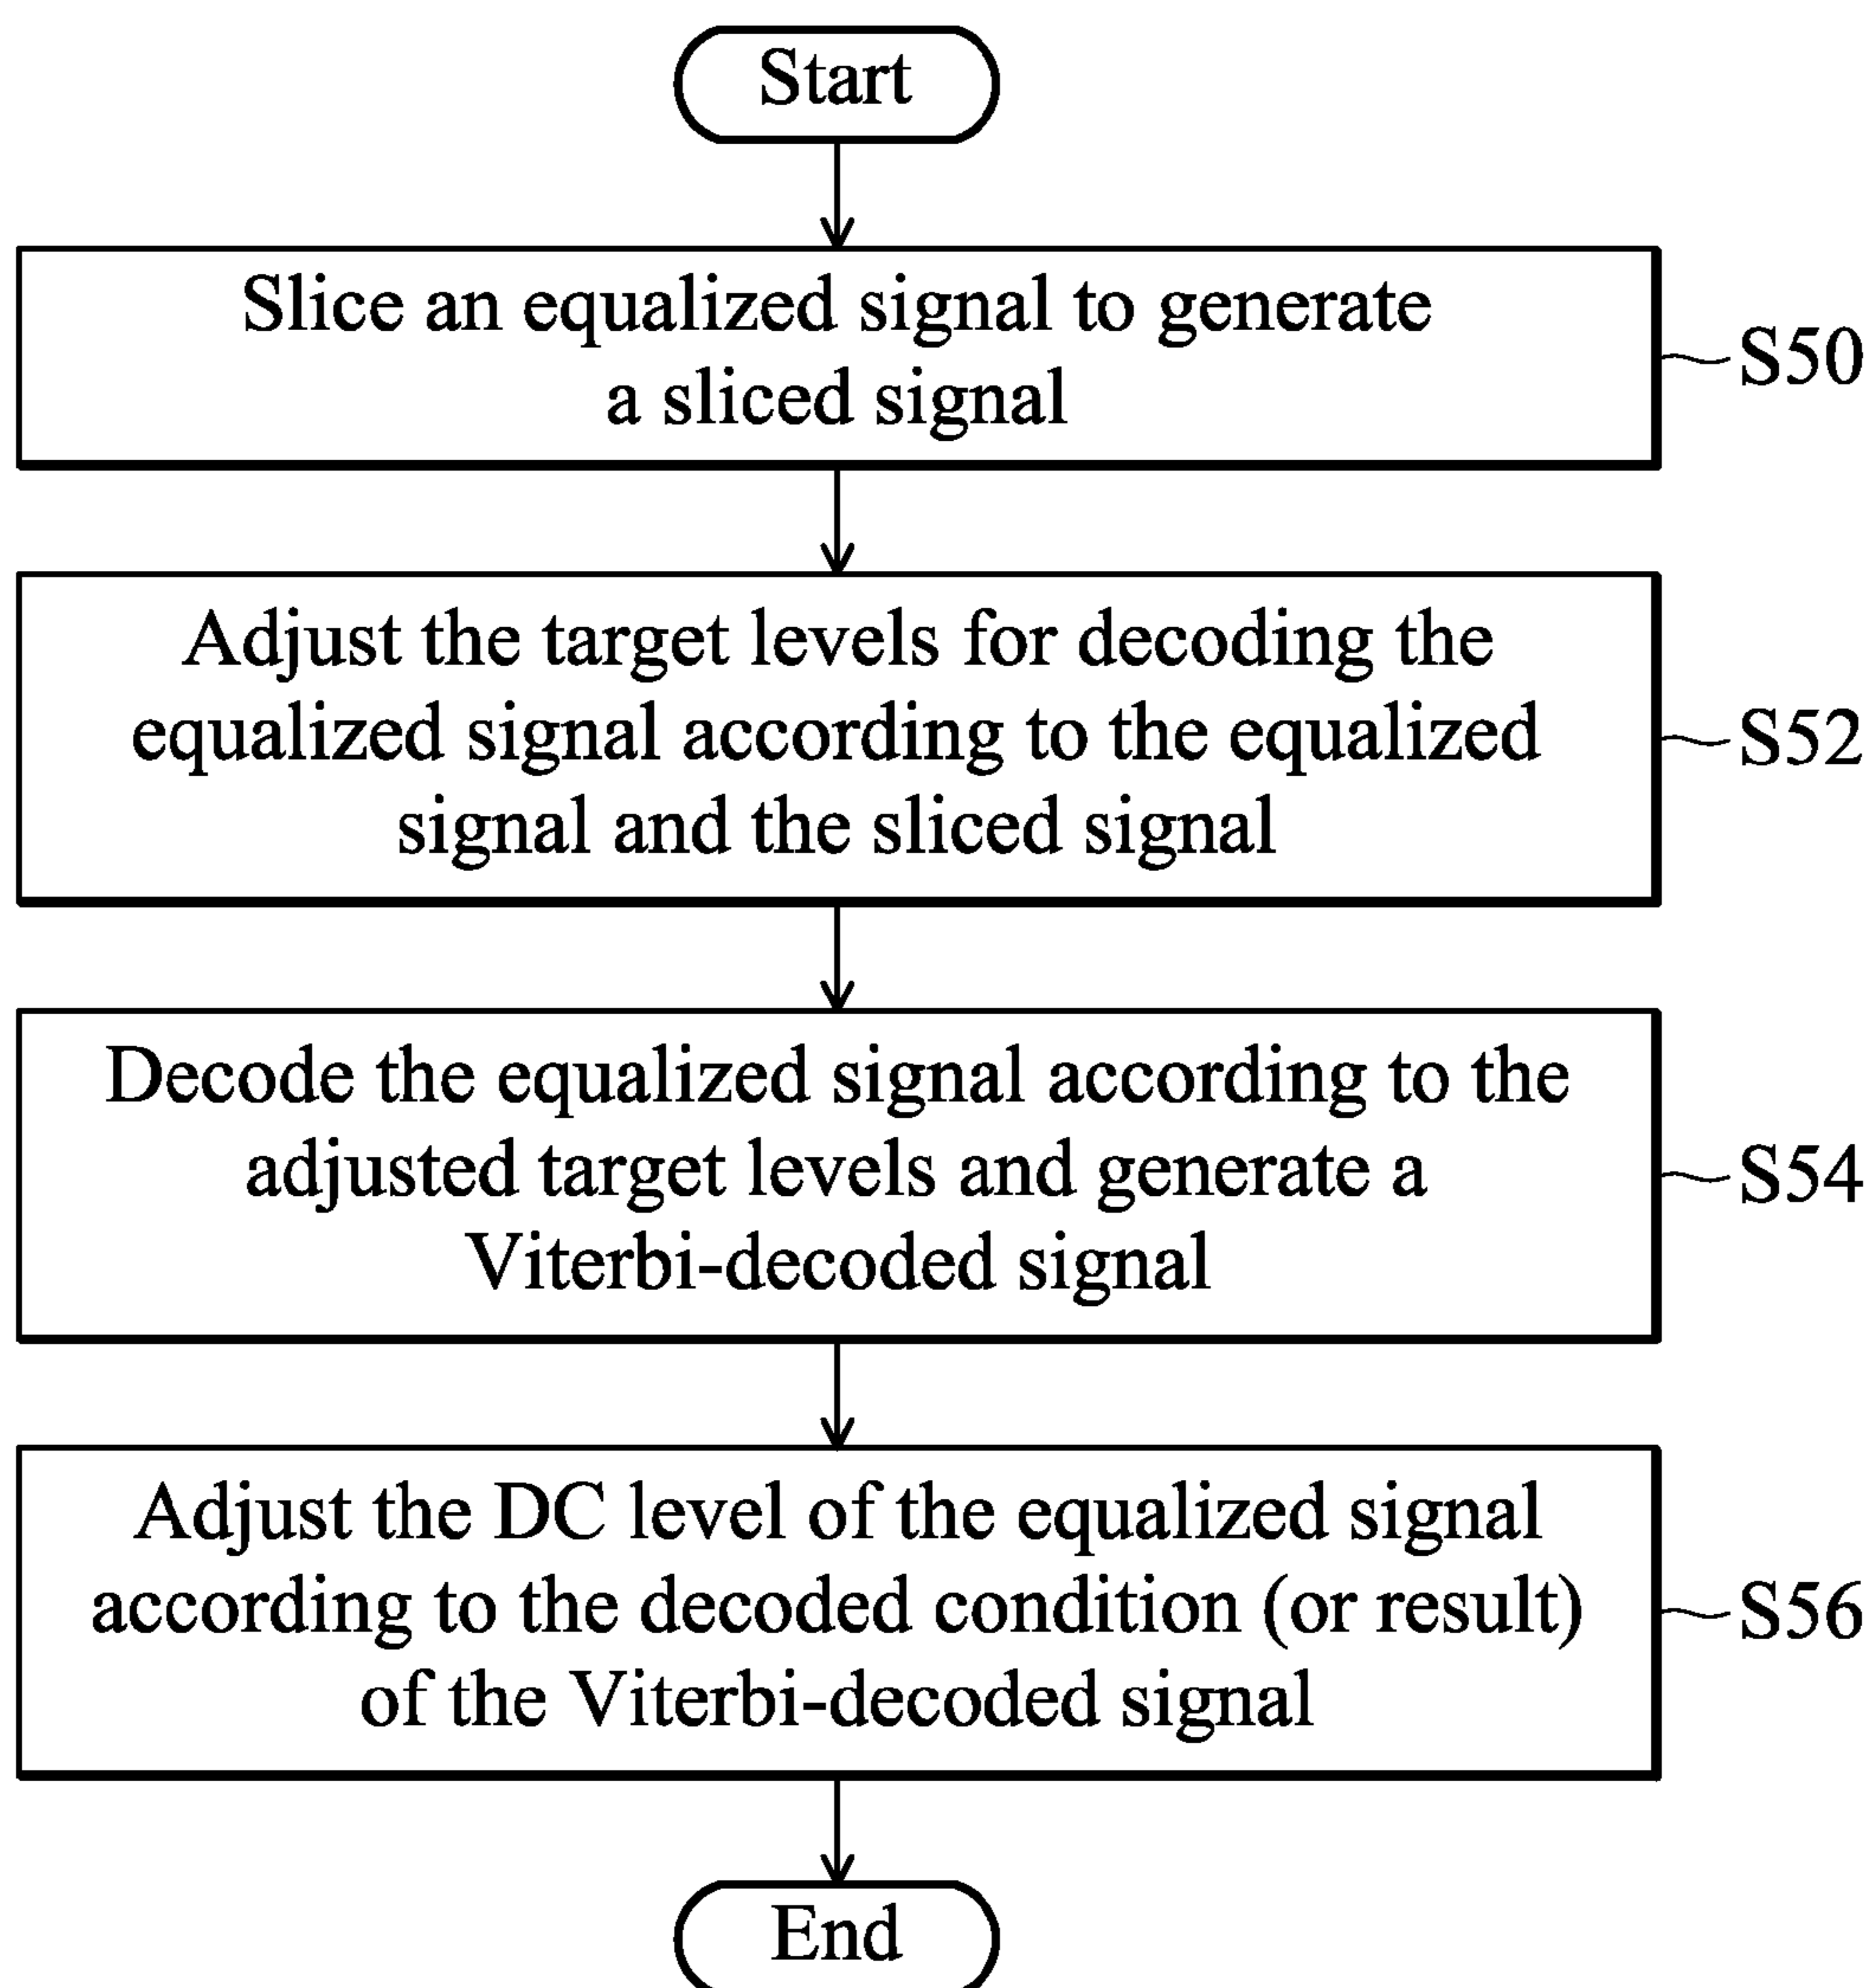 Start
Slice an equalized signal to generate
a sliced signal
S50
Adjust the target levels for decoding the
equalized signal according to the equalized
signal and the sliced signal
S52
Decode the equalized signal according to the
adjusted target levels and generate a
Viterbi-decoded signal
S54
Adjust the DC level of the equalized signal
according to the decoded condition (or result)
of the Viterbi-decoded signal
S56
End